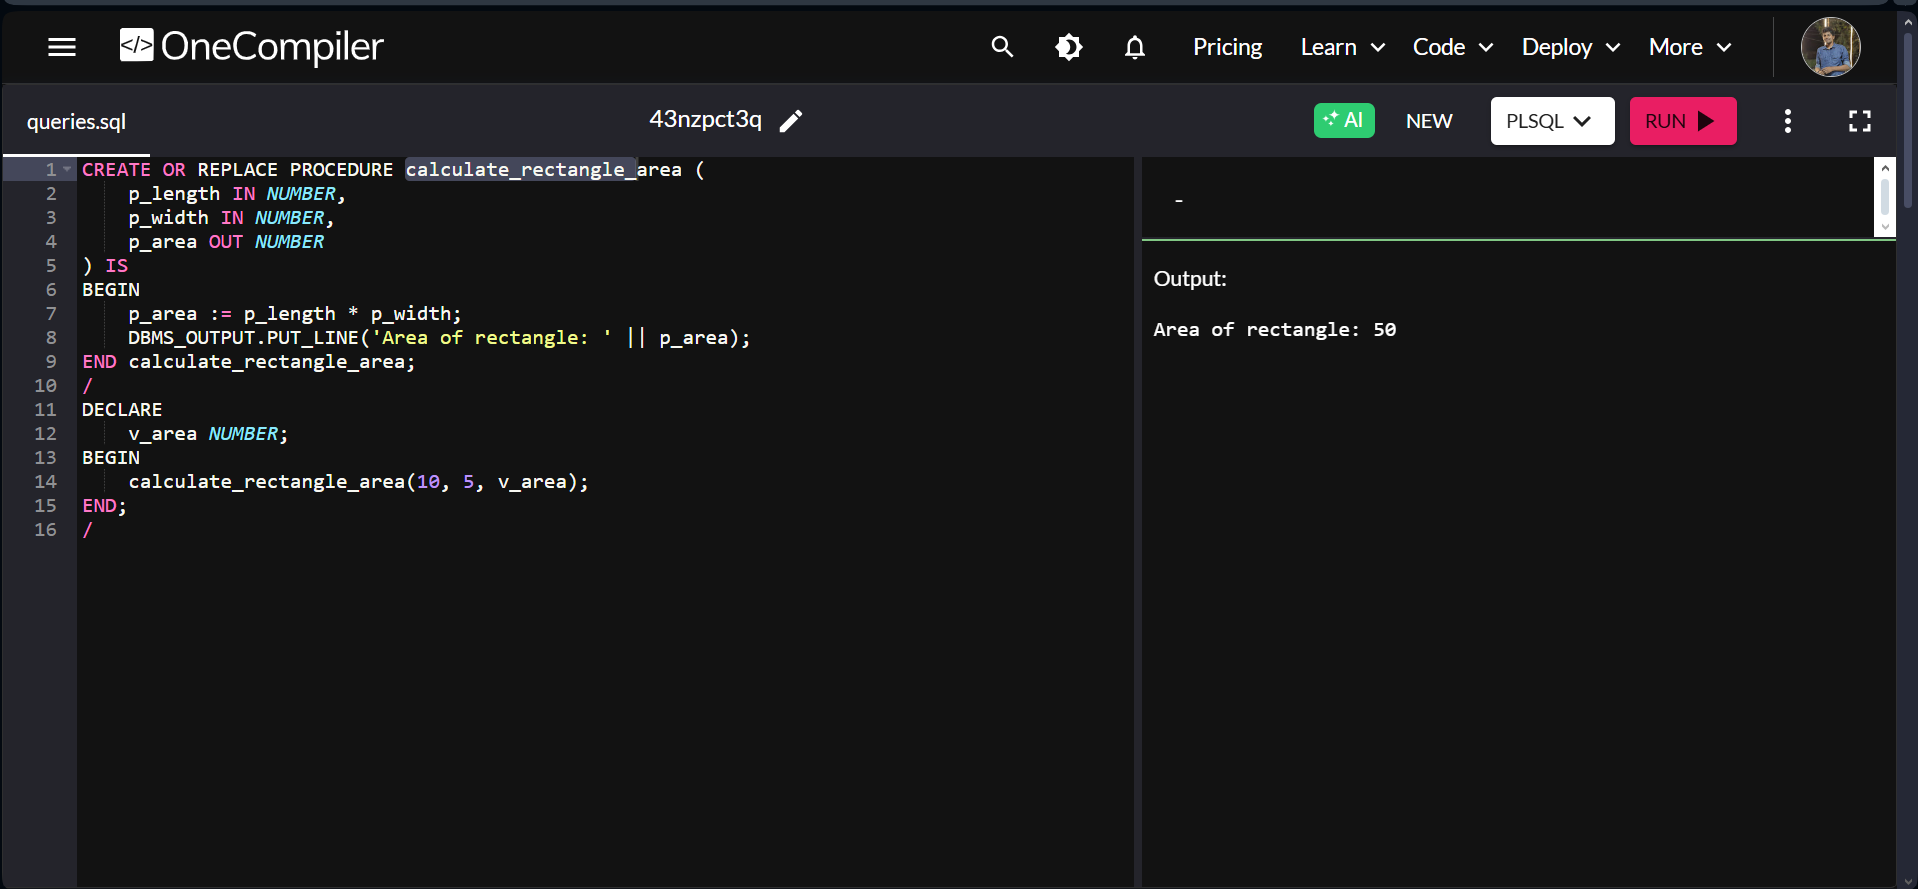 </> OneCompiler
Pricing Learn Code Deploy More
queries.sql
43nzpct3q
AI NEW PLSQL RUN
1 CREATE OR REPLACE PROCEDURE calculate_rectangle_area (
2 p_length IN NUMBER,
3 p_width IN NUMBER,
4 p_area OUT NUMBER
5 ) IS
6 BEGIN
7 p_area := p_length * p_width;
8 DBMS_OUTPUT.PUT_LINE('Area of rectangle: ' || p_area);
9 END calculate_rectangle_area;
10 /
11 DECLARE
12 v_area NUMBER;
13 BEGIN
14 calculate_rectangle_area(10, 5, v_area);
15 END;
16 /
-
Output:
Area of rectangle: 50